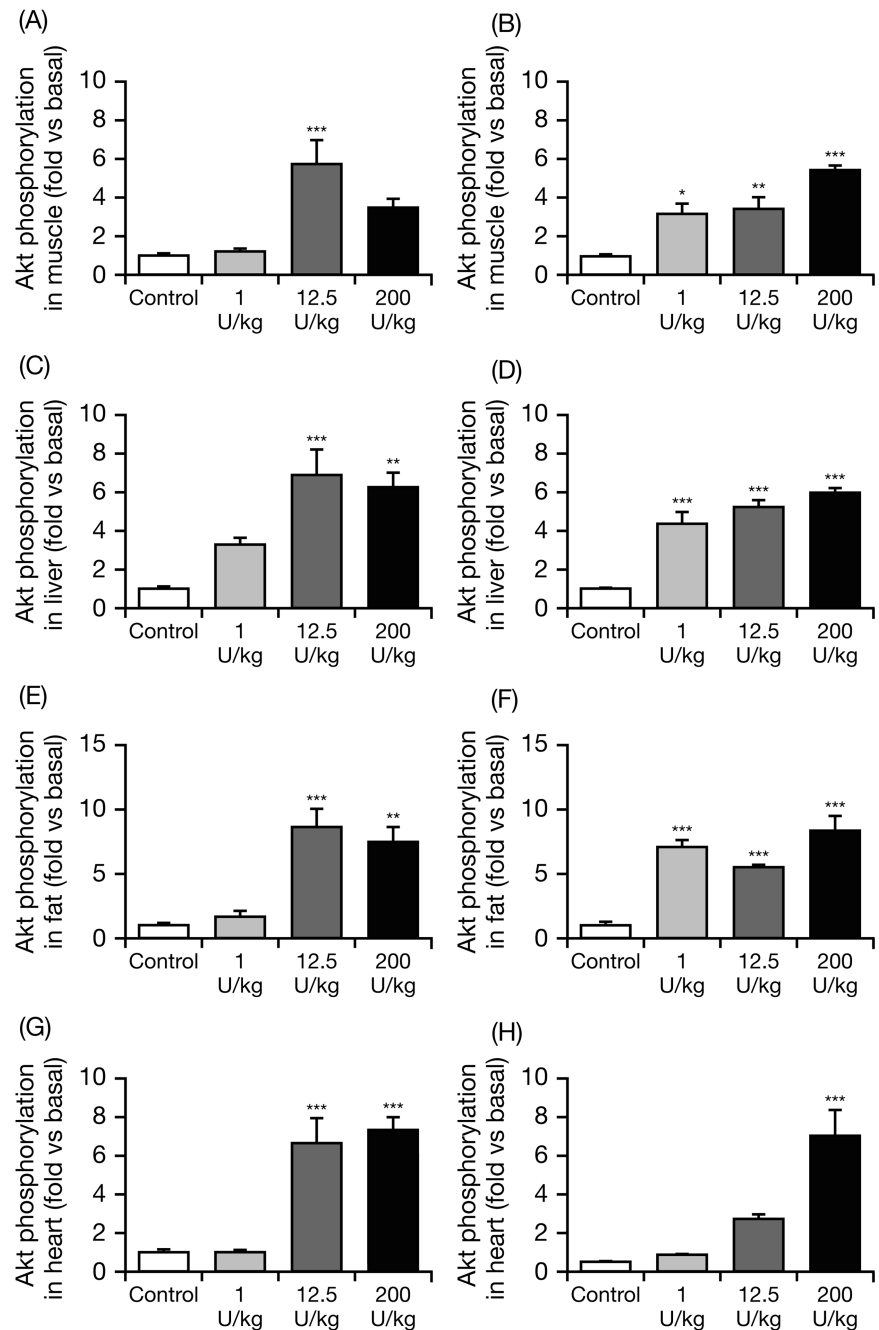 (A)
Akt phosphorylation
in muscle (fold vs basal)
10
8
6
4
2
0
***
Control
1
U/kg
12.5
U/kg
200
U/kg
(B)
Akt phosphorylation
in muscle (fold vs basal)
10
8
6
4
2
0
*
**
***
Control
1
U/kg
12.5
U/kg
200
U/kg
(C)
Akt phosphorylation
in liver (fold vs basal)
10
8
6
4
2
0
***
**
Control
1
U/kg
12.5
U/kg
200
U/kg
(D)
Akt phosphorylation
in liver (fold vs basal)
10
8
6
4
2
0
***
***
***
Control
1
U/kg
12.5
U/kg
200
U/kg
(E)
Akt phosphorylation
in fat (fold vs basal)
15
10
5
0
***
**
Control
1
U/kg
12.5
U/kg
200
U/kg
(F)
Akt phosphorylation
in fat (fold vs basal)
15
10
5
0
***
***
***
Control
1
U/kg
12.5
U/kg
200
U/kg
(G)
Akt phosphorylation
in heart (fold vs basal)
10
8
6
4
2
0
***
***
Control
1
U/kg
12.5
U/kg
200
U/kg
(H)
Akt phosphorylation
in heart (fold vs basal)
10
8
6
4
2
0
***
Control
1
U/kg
12.5
U/kg
200
U/kg